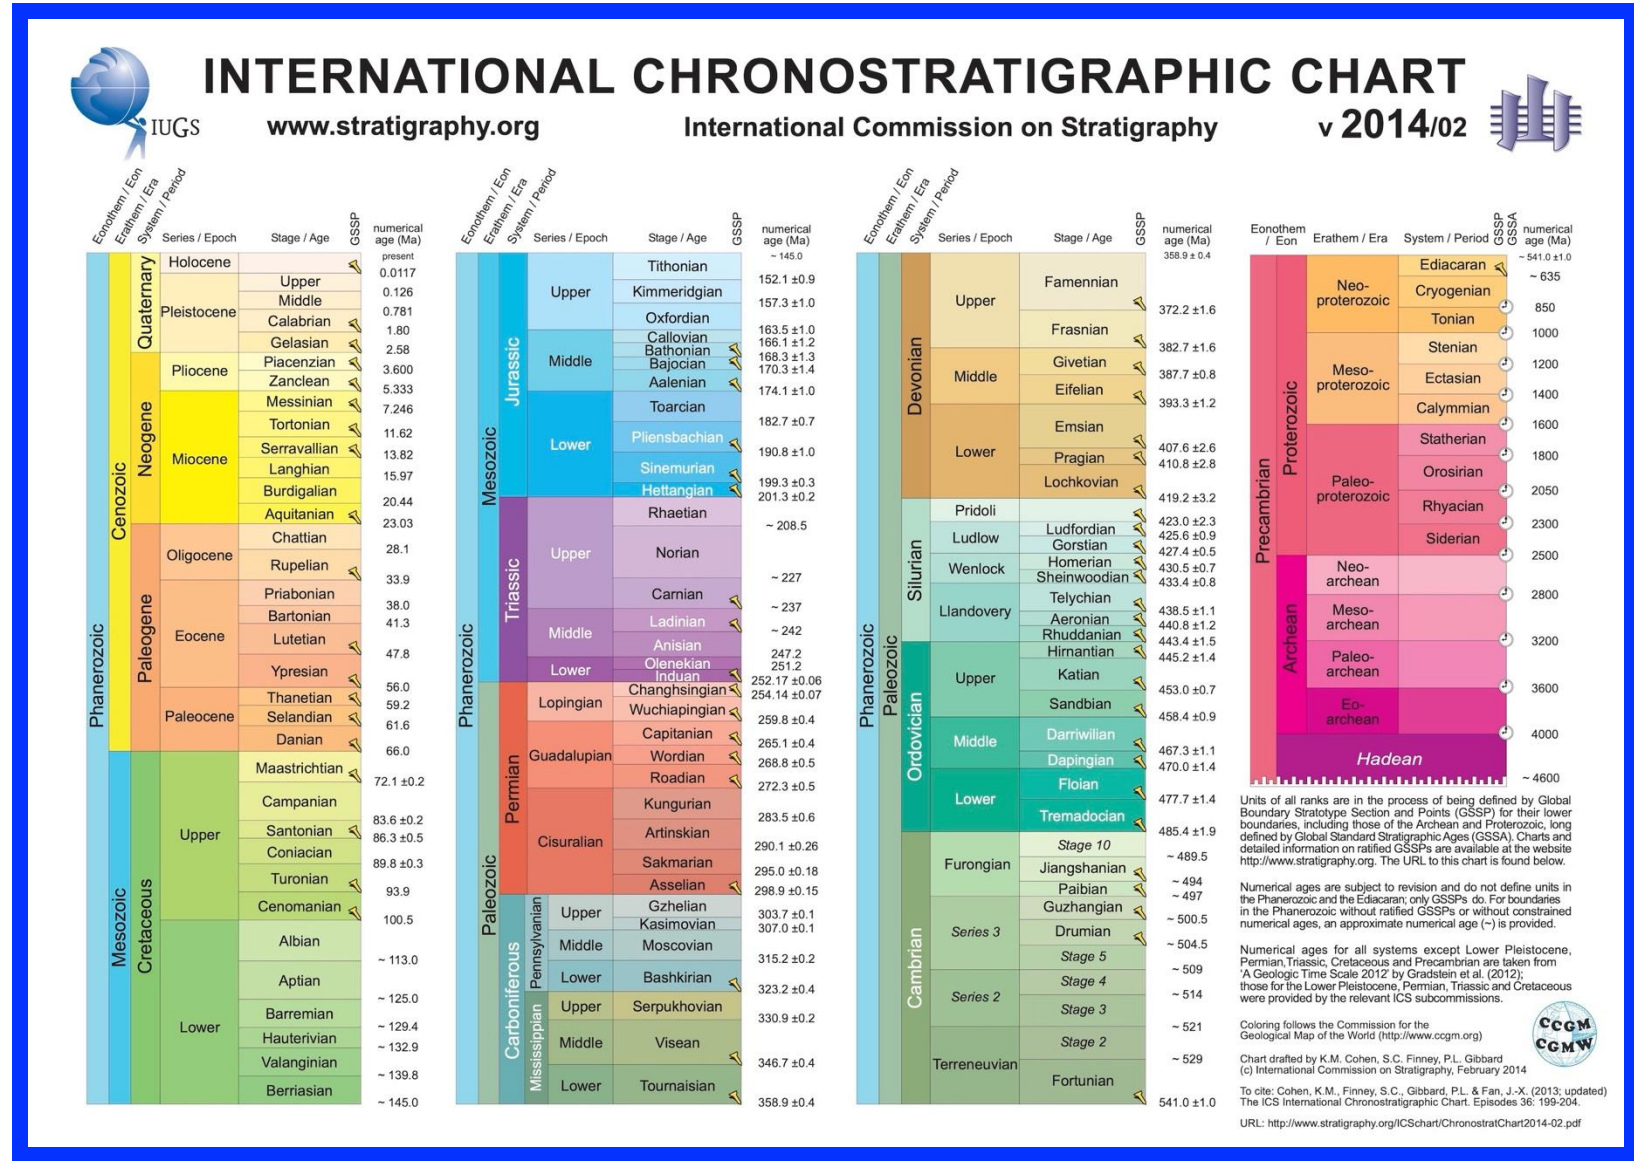 INTERNATIONAL CHRONOSTRATIGRAPHIC CHART
IUGS
www.stratigraphy.org
International Commission on Stratigraphy
v 2014/02
Eonothem / Eon
Erathem / Era
System / Period
Series / Epoch
Stage / Age
GSSP
numerical
age (Ma)
present
Phanerozoic
Cenozoic
Mesozoic
Quaternary
Neogene
Paleogene
Cretaceous
Holocene
0.0117
Pleistocene
Upper
0.126
Middle
0.781
Calabrian
1.80
Gelasian
2.58
Pliocene
Piacenzian
3.600
Zanclean
5.333
Miocene
Messinian
7.246
Tortonian
11.62
Serravallian
13.82
Langhian
15.97
Burdigalian
20.44
Aquitanian
23.03
Oligocene
Chattian
28.1
Rupelian
33.9
Eocene
Priabonian
38.0
Bartonian
41.3
Lutetian
47.8
Ypresian
56.0
Paleocene
Thanetian
59.2
Selandian
61.6
Danian
66.0
Upper
Maastrichtian
72.1 ±0.2
Campanian
83.6 ±0.2
Santonian
86.3 ±0.5
Coniacian
89.8 ±0.3
Turonian
93.9
Cenomanian
100.5
Lower
Albian
~ 113.0
Aptian
~ 125.0
Barremian
~ 129.4
Hauterivian
~ 132.9
Valanginian
~ 139.8
Berriasian
~ 145.0
Eonothem / Eon
Erathem / Era
System / Period
Series / Epoch
Stage / Age
GSSP
numerical
age (Ma)
~ 145.0
Phanerozoic
Mesozoic
Paleozoic
Jurassic
Triassic
Permian
Carboniferous
Pennsylvanian
Mississippian
Upper
Tithonian
152.1 ±0.9
Kimmeridgian
157.3 ±1.0
Oxfordian
163.5 ±1.0
Middle
Callovian
166.1 ±1.2
Bathonian
168.3 ±1.3
Bajocian
170.3 ±1.4
Aalenian
174.1 ±1.0
Lower
Toarcian
182.7 ±0.7
Pliensbachian
190.8 ±1.0
Sinemurian
199.3 ±0.3
Hettangian
201.3 ±0.2
Upper
Rhaetian
~ 208.5
Norian
~ 227
Carnian
~ 237
Middle
Ladinian
~ 242
Anisian
247.2
Lower
Olenekian
251.2
Induan
252.17 ±0.06
Lopingian
Changhsingian
254.14 ±0.07
Wuchiapingian
259.8 ±0.4
Guadalupian
Capitanian
265.1 ±0.4
Wordian
268.8 ±0.5
Roadian
272.3 ±0.5
Cisuralian
Kungurian
283.5 ±0.6
Artinskian
290.1 ±0.26
Sakmarian
295.0 ±0.18
Asselian
298.9 ±0.15
Upper
Gzhelian
303.7 ±0.1
Kasimovian
307.0 ±0.1
Middle
Moscovian
315.2 ±0.2
Lower
Bashkirian
323.2 ±0.4
Upper
Serpukhovian
330.9 ±0.2
Middle
Visean
346.7 ±0.4
Lower
Tournaisian
358.9 ±0.4
Eonothem / Eon
Erathem / Era
System / Period
Series / Epoch
Stage / Age
GSSP
numerical
age (Ma)
358.9 ± 0.4
Phanerozoic
Paleozoic
Devonian
Silurian
Ordovician
Cambrian
Upper
Famennian
372.2 ±1.6
Frasnian
382.7 ±1.6
Middle
Givetian
387.7 ±0.8
Eifelian
393.3 ±1.2
Lower
Emsian
407.6 ±2.6
Pragian
410.8 ±2.8
Lochkovian
419.2 ±3.2
Pridoli
423.0 ±2.3
Ludlow
Ludfordian
425.6 ±0.9
Gorstian
427.4 ±0.5
Wenlock
Homerian
430.5 ±0.7
Sheinwoodian
433.4 ±0.8
Llandovery
Telychian
438.5 ±1.1
Aeronian
440.8 ±1.2
Rhuddanian
443.4 ±1.5
Upper
Hirnantian
445.2 ±1.4
Katian
453.0 ±0.7
Sandbian
458.4 ±0.9
Middle
Darriwilian
467.3 ±1.1
Dapingian
470.0 ±1.4
Lower
Floian
477.7 ±1.4
Tremadocian
485.4 ±1.9
Furongian
Stage 10
~ 489.5
Jiangshanian
~ 494
Paibian
~ 497
Series 3
Guzhangian
~ 500.5
Drumian
~ 504.5
Stage 5
~ 509
Series 2
Stage 4
~ 514
Stage 3
~ 521
Terreneuvian
Stage 2
~ 529
Fortunian
541.0 ±1.0
Eonothem
/ Eon
Erathem / Era
System / Period
GSSP
GSSA
numerical
age (Ma)
~ 541.0 ±1.0
Precambrian
Proterozoic
Archean
Neo-
proterozoic
Ediacaran
~ 635
Cryogenian
850
Tonian
1000
Meso-
proterozoic
Stenian
1200
Ectasian
1400
Calymmian
1600
Paleo-
proterozoic
Statherian
1800
Orosirian
2050
Rhyacian
2300
Siderian
2500
Neo-
archean
2800
Meso-
archean
3200
Paleo-
archean
3600
Eo-
archean
4000
Hadean
~ 4600
Units of all ranks are in the process of being defined by Global
Boundary Stratotype Section and Points (GSSP) for their lower
boundaries, including those of the Archean and Proterozoic, long
defined by Global Standard Stratigraphic Ages (GSSA). Charts and
detailed information on ratified GSSPs are available at the website
http://www.stratigraphy.org. The URL to this chart is found below.
Numerical ages are subject to revision and do not define units in
the Phanerozoic and the Ediacaran; only GSSPs do. For boundaries
in the Phanerozoic without ratified GSSPs or without constrained
numerical ages, an approximate numerical age (~) is provided.
Numerical ages for all systems except Lower Pleistocene,
Permian,Triassic, Cretaceous and Precambrian are taken from
'A Geologic Time Scale 2012' by Gradstein et al. (2012);
those for the Lower Pleistocene, Permian, Triassic and Cretaceous
were provided by the relevant ICS subcommissions.
Coloring follows the Commission for the
Geological Map of the World (http://www.ccgm.org)
CCGM
CGMW
Chart drafted by K.M. Cohen, S.C. Finney, P.L. Gibbard
(c) International Commission on Stratigraphy, February 2014
To cite: Cohen, K.M., Finney, S.C., Gibbard, P.L. & Fan, J.-X. (2013; updated)
The ICS International Chronostratigraphic Chart. Episodes 36: 199-204.
URL: http://www.stratigraphy.org/ICSchart/ChronostratChart2014-02.pdf